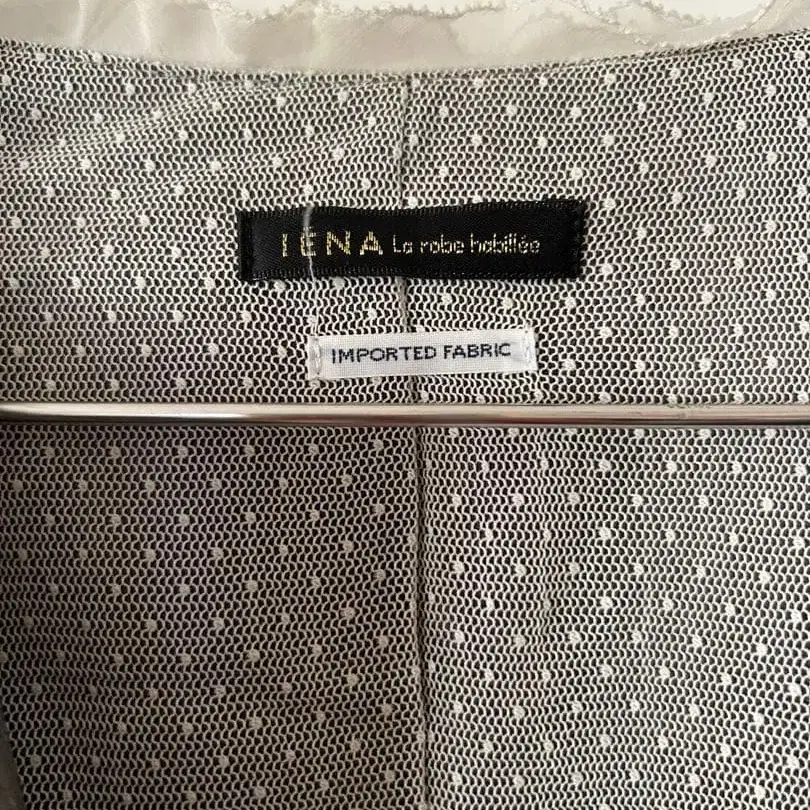 IENA La robe habillée
IMPORTED FABRIC